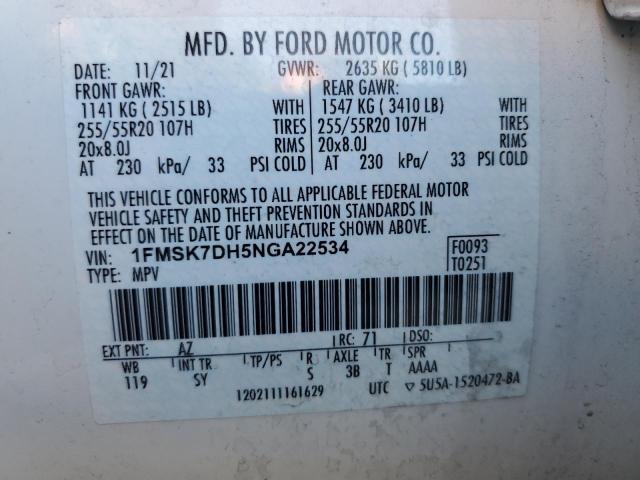 MFD. BY FORD MOTOR CO.
DATE: 11/21 GVWR: 2635 KG ( 5810 LB)
FRONT GAWR: REAR GAWR:
1141 KG ( 2515 LB) WITH 1547 KG ( 3410 LB) WITH
255/55R20 107H TIRES 255/55R20 107H TIRES
20x8.0J RIMS 20x8.0J RIMS
AT 230 kPa/ 33 PSI COLD AT 230 kPa/ 33 PSI COLD
THIS VEHICLE CONFORMS TO ALL APPLICABLE FEDERAL MOTOR
VEHICLE SAFETY AND THEFT PREVENTION STANDARDS IN
EFFECT ON THE DATE OF MANUFACTURE SHOWN ABOVE.
VIN: 1FMSK7DH5NGA22534 F0093
TYPE: MPV T0251
EXT PNT: AZ RC: 71 DSO:
WB INT TR TP/PS R AXLE TR SPR
119 SY S 3B T AAAA
1202111161629 UTC ▽ 5U5A-1520472-BA